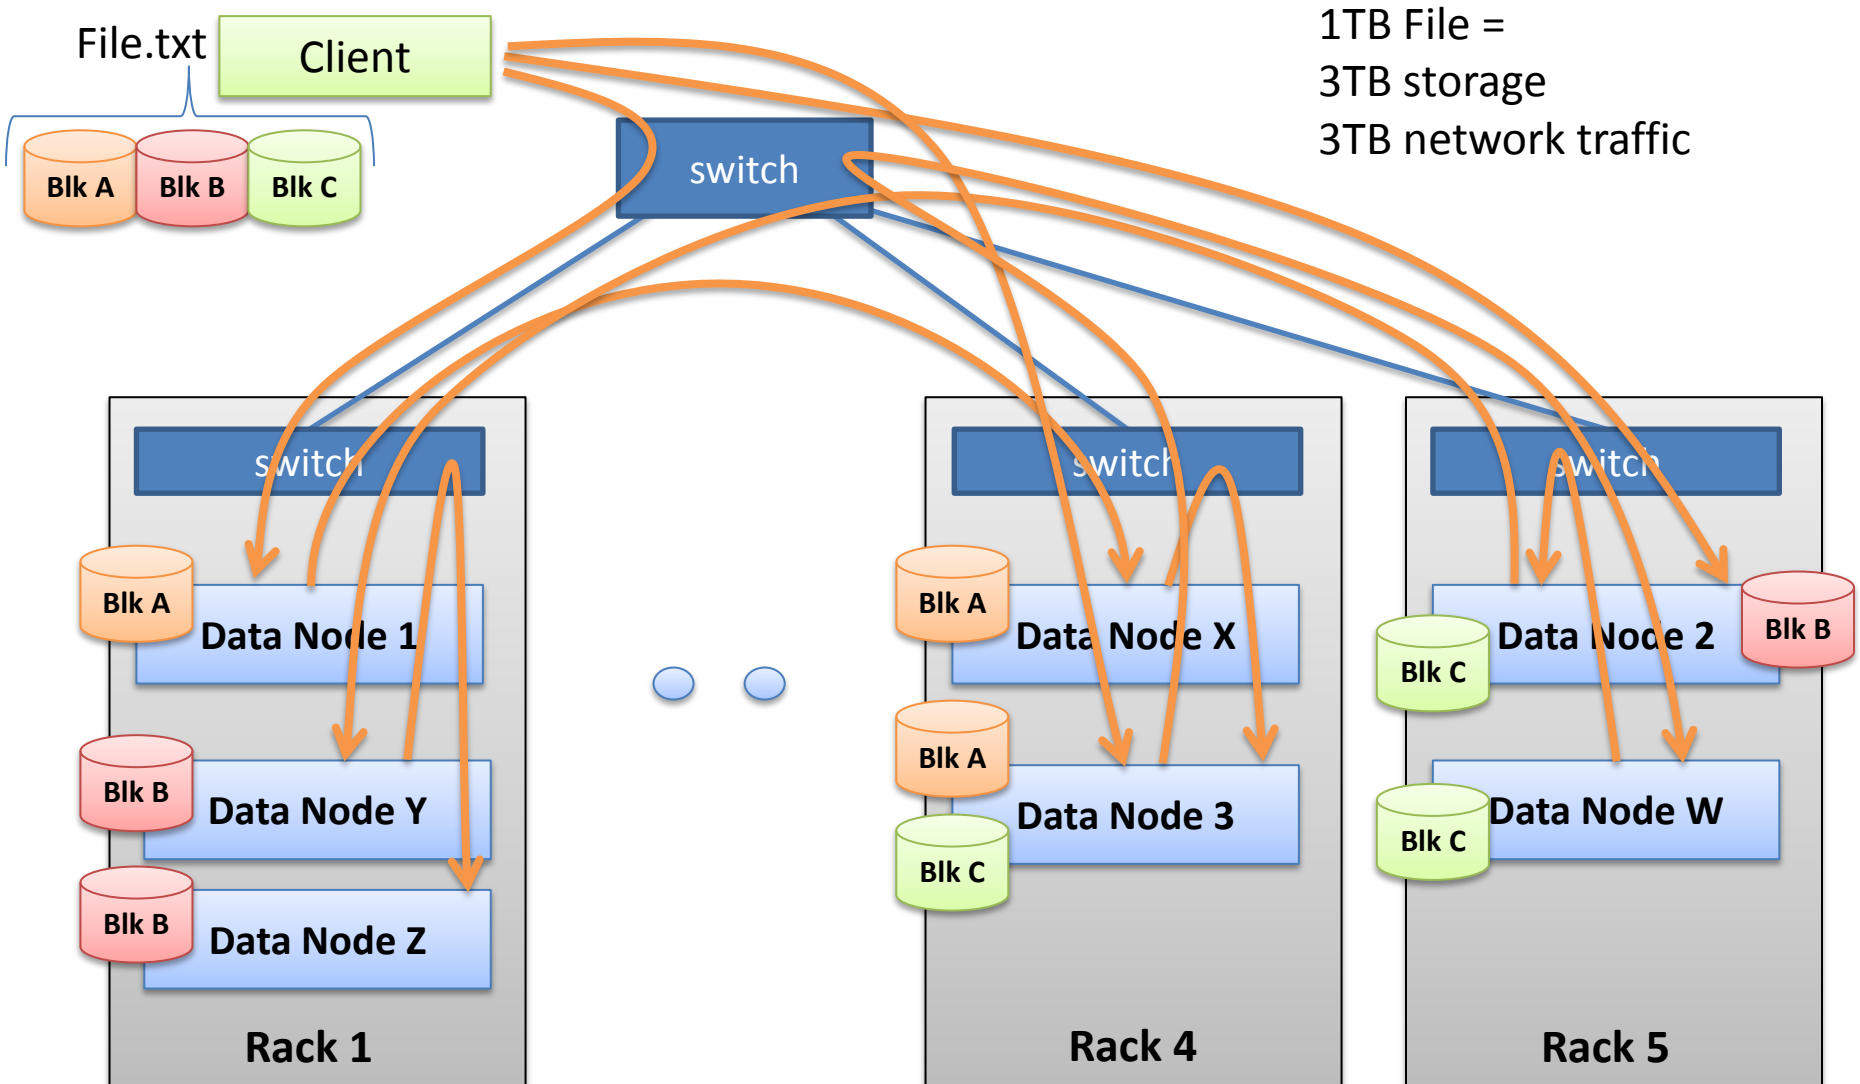 File.txt
Client
1TB File =
3TB storage
3TB network traffic
Blk A
Blk B
Blk C
switch
switch
switch
switch
Blk A
Data Node 1
Blk A
Data Node X
Data Node 2
Blk B
Blk C
Blk B
Data Node Y
Blk A
Data Node 3
Blk C
Data Node W
Blk C
Blk B
Data Node Z
Rack 1
Rack 4
Rack 5